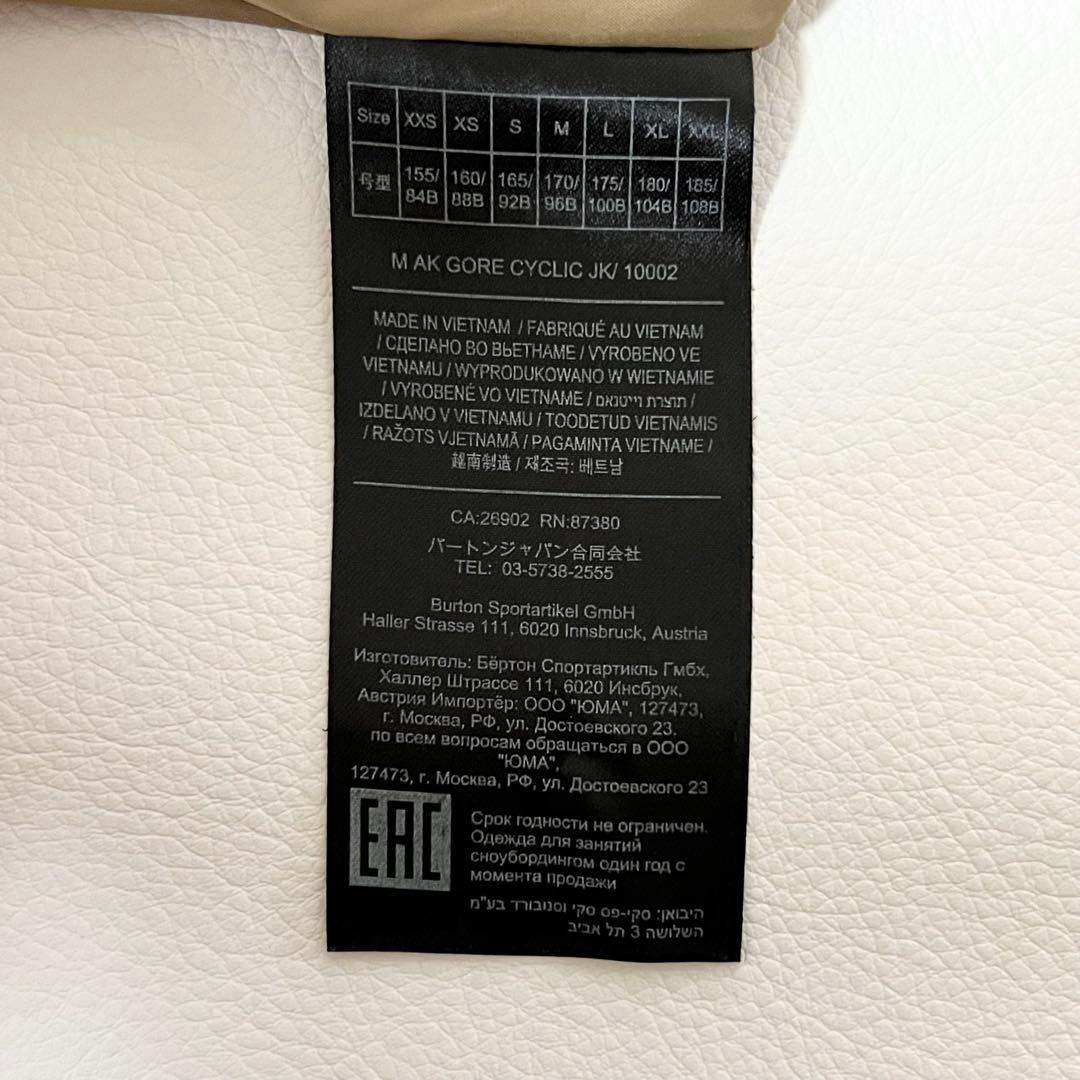 Size XXS XS S M L XL XXL
号型 155/84B 160/88B 165/92B 170/96B 175/100B 180/104B 185/108B
M AK GORE CYCLIC JK/ 10002
MADE IN VIETNAM / FABRIQUÉ AU VIETNAM
/ СДЕЛАНО ВО ВЬЕТНАМЕ / VYROBENO VE
VIETNAMU / WYPRODUKOWANO W WIETNAMIE
/ VYROBENÉ VO VIETNAME / תוצרת וייטנאם /
IZDELANO V VIETNAMU / TOODETUD VIETNAMIS
/ RAŽOTS VJETNAMĀ / PAGAMINTA VIETNAME /
越南制造 / 제조국: 베트남
CA:26902 RN:87380
バートンジャパン合同会社
TEL: 03-5738-2555
Burton Sportartikel GmbH
Haller Strasse 111, 6020 Innsbruck, Austria
Изготовитель: Бёртон Спортартикль Гмбх,
Халлер Штрассе 111, 6020 Инсбрук,
Австрия Импортёр: ООО "ЮМА", 127473,
г. Москва, РФ, ул. Достоевского 23.
по всем вопросам обращаться в ООО
"ЮМА",
127473, г. Москва, РФ, ул. Достоевского 23
EAC
Срок годности не ограничен.
Одежда для занятий
сноубордингом один год с
момента продажи
היבואן: סקי-פס סקי וסנובורד בע"מ
השלושה 3 תל אביב